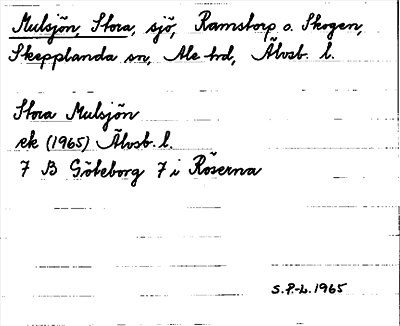 Mulsjön, Stora, sjö, Ramstorp o. Skogen,
Skepplanda sn, Ale hd, Älvsb. l.
Stora Mulsjön
ek (1965) Älvsb. l.
7 B Göteborg 7 i Röserna
S.P.-L. 1965